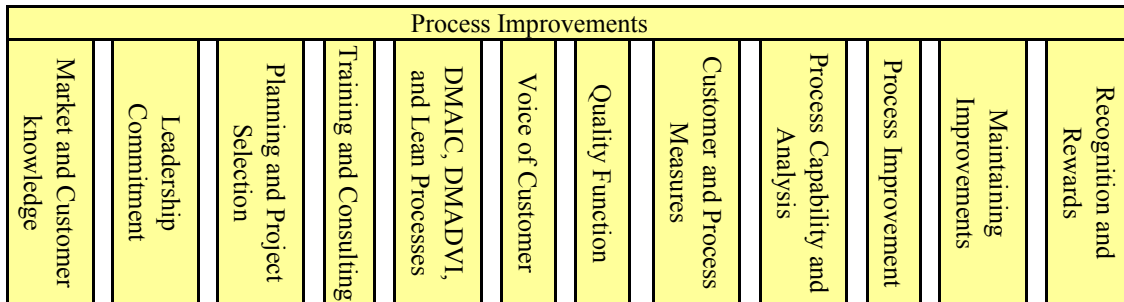 Process Improvements
Market and Customer
knowledge
Leadership
Commitment
Planning and Project
Selection
Training and Consulting
DMAIC, DMADVI,
and Lean Processes
Voice of Customer
Quality Function
Customer and Process
Measures
Process Capability and
Analysis
Process Improvement
Maintaining
Improvements
Recognition and
Rewards